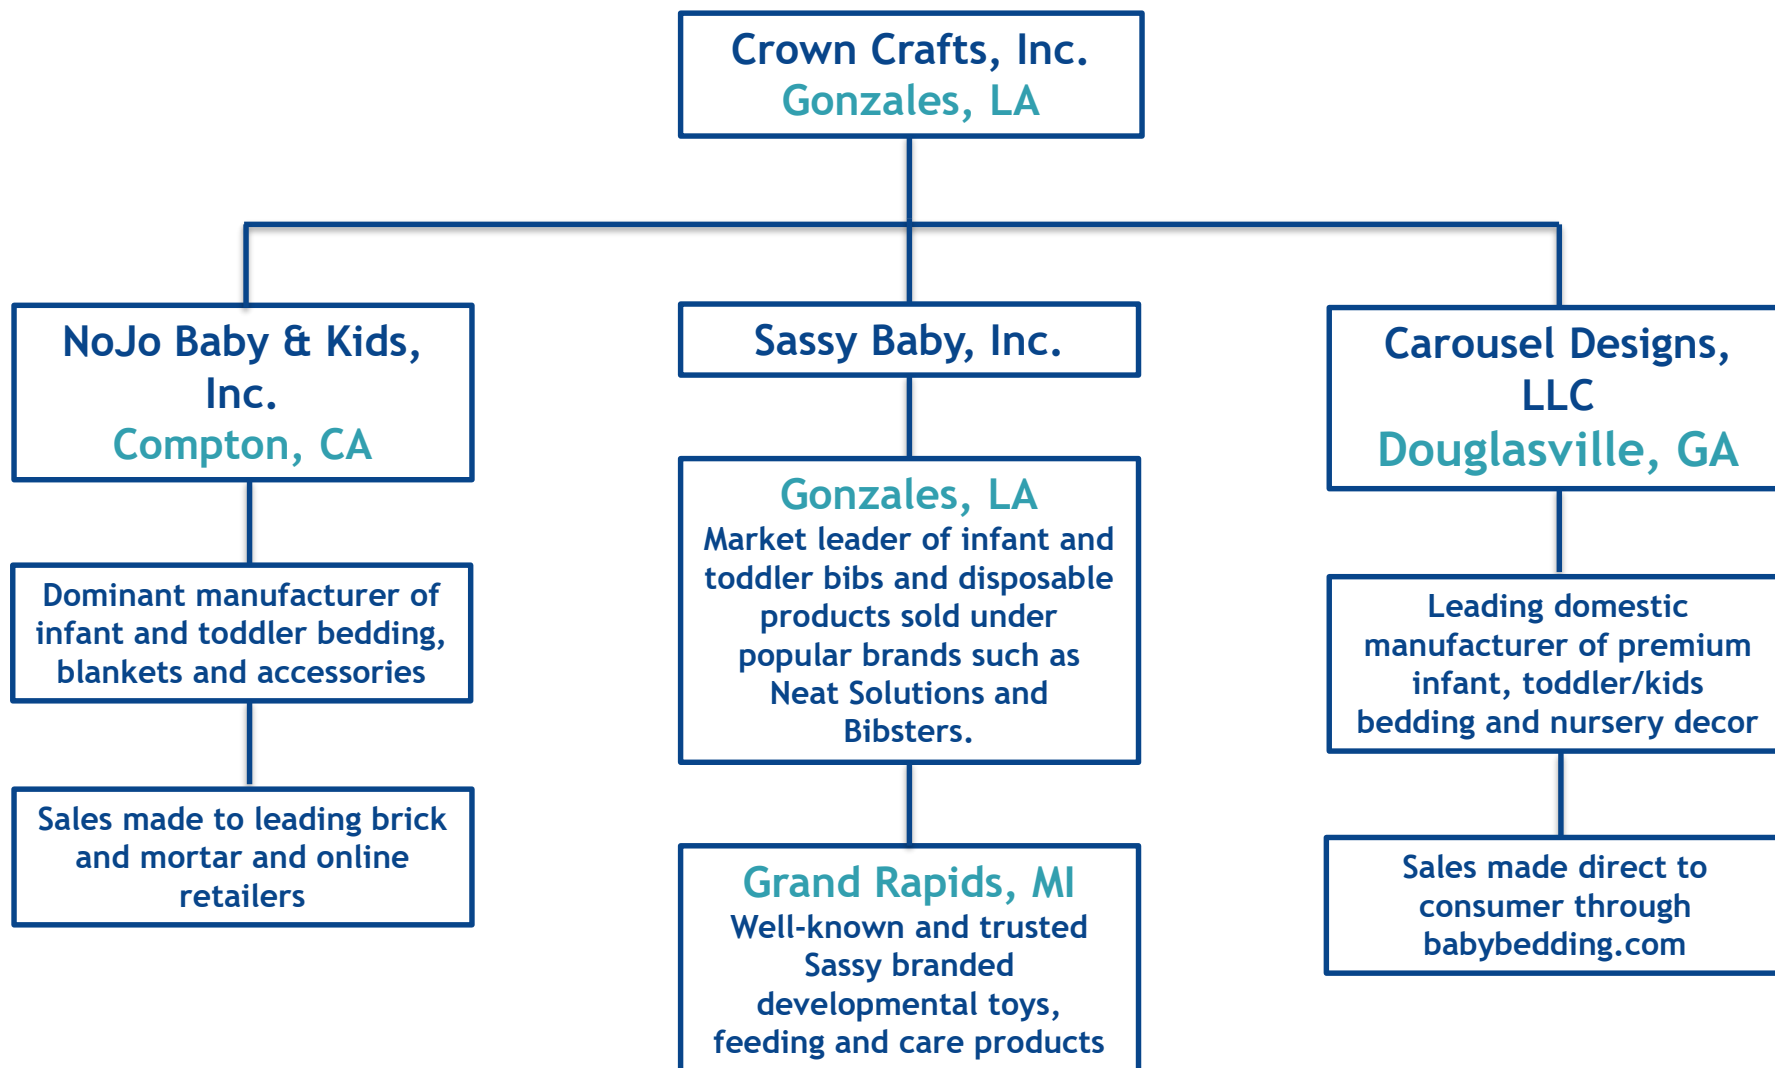 Crown Crafts, Inc.
Gonzales, LA
NoJo Baby & Kids,
Inc.
Compton, CA
Dominant manufacturer of
infant and toddler bedding,
blankets and accessories
Sales made to leading brick
and mortar and online
retailers
Sassy Baby, Inc.
Gonzales, LA
Market leader of infant and
toddler bibs and disposable
products sold under
popular brands such as
Neat Solutions and
Bibsters.
Grand Rapids, MI
Well-known and trusted
Sassy branded
developmental toys,
feeding and care products
Carousel Designs,
LLC
Douglasville, GA
Leading domestic
manufacturer of premium
infant, toddler/kids
bedding and nursery decor
Sales made direct to
consumer through
babybedding.com